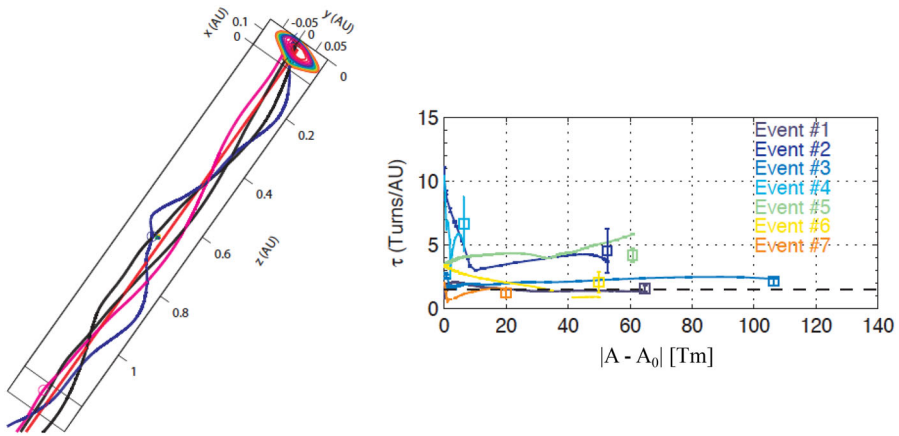 x (AU)
0.1
0
y (AU)
-0.05
0
0.05
0
0.2
0.4
0.6
0.8
1
z (AU)
τ (Turns/AU)
15
10
5
0
Event #1
Event #2
Event #3
Event #4
Event #5
Event #6
Event #7
0 20 40 60 80 100 120 140
|A - A₀| [Tm]